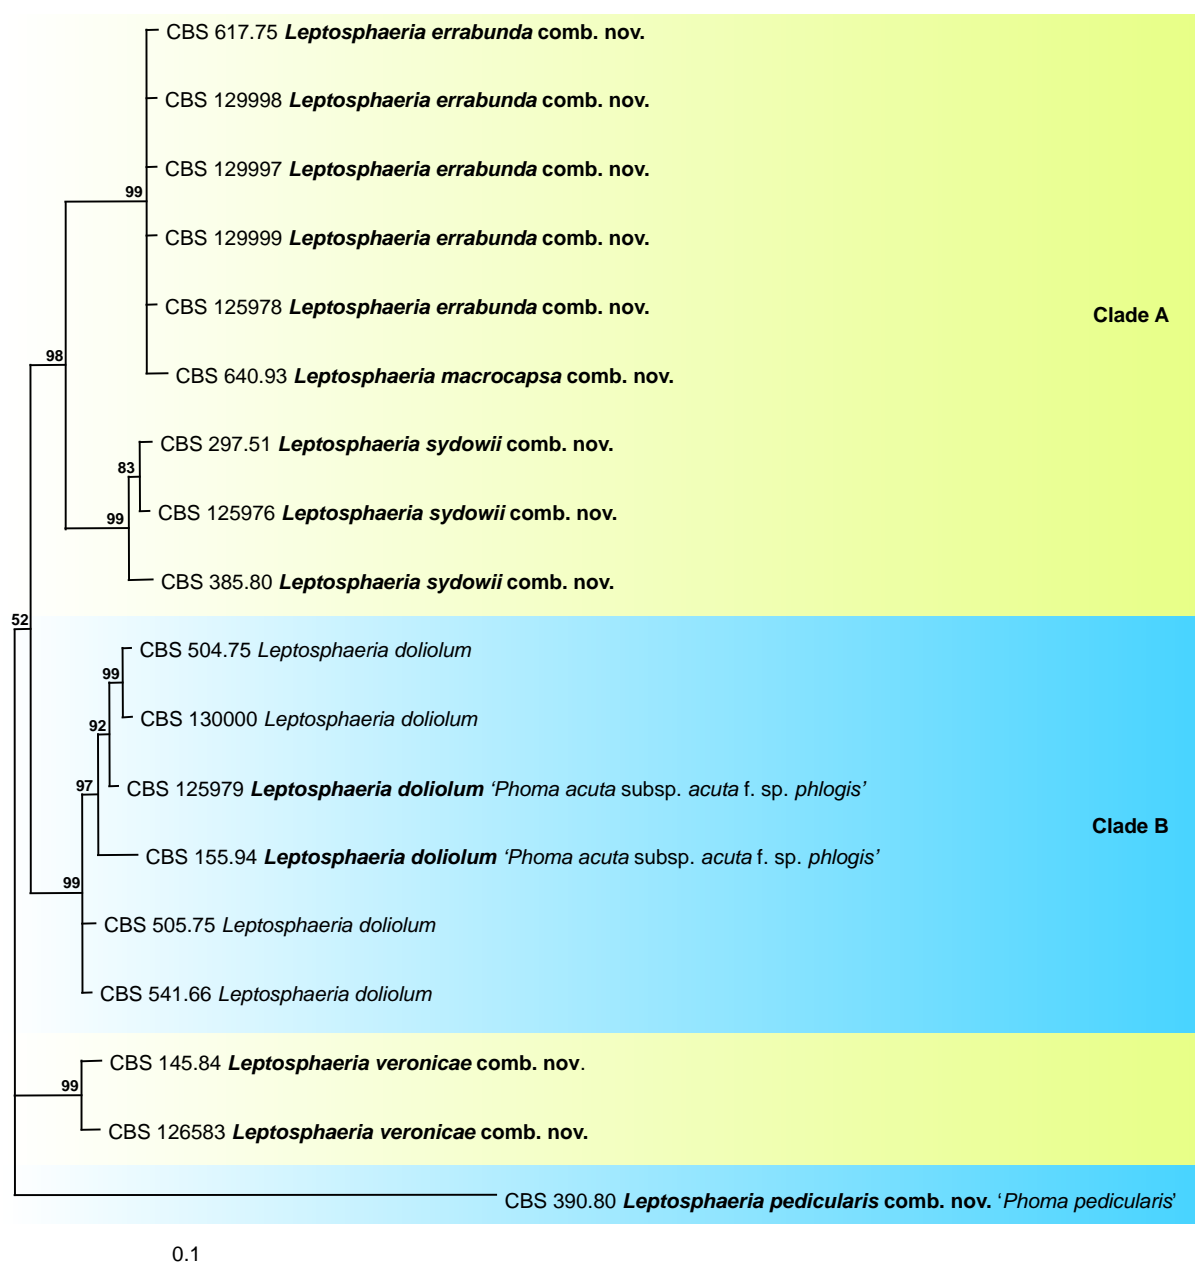 CBS 617.75 Leptosphaeria errabunda comb. nov.
CBS 129998 Leptosphaeria errabunda comb. nov.
CBS 129997 Leptosphaeria errabunda comb. nov.
99
CBS 129999 Leptosphaeria errabunda comb. nov.
CBS 125978 Leptosphaeria errabunda comb. nov.
Clade A
98
CBS 640.93 Leptosphaeria macrocapsa comb. nov.
CBS 297.51 Leptosphaeria sydowii comb. nov.
83
CBS 125976 Leptosphaeria sydowii comb. nov.
99
CBS 385.80 Leptosphaeria sydowii comb. nov.
52
CBS 504.75 Leptosphaeria doliolum
99
CBS 130000 Leptosphaeria doliolum
92
CBS 125979 Leptosphaeria doliolum ‘Phoma acuta subsp. acuta f. sp. phlogis’
97
Clade B
CBS 155.94 Leptosphaeria doliolum ‘Phoma acuta subsp. acuta f. sp. phlogis’
99
CBS 505.75 Leptosphaeria doliolum
CBS 541.66 Leptosphaeria doliolum
CBS 145.84 Leptosphaeria veronicae comb. nov.
99
CBS 126583 Leptosphaeria veronicae comb. nov.
CBS 390.80 Leptosphaeria pedicularis comb. nov. ‘Phoma pedicularis’
0.1